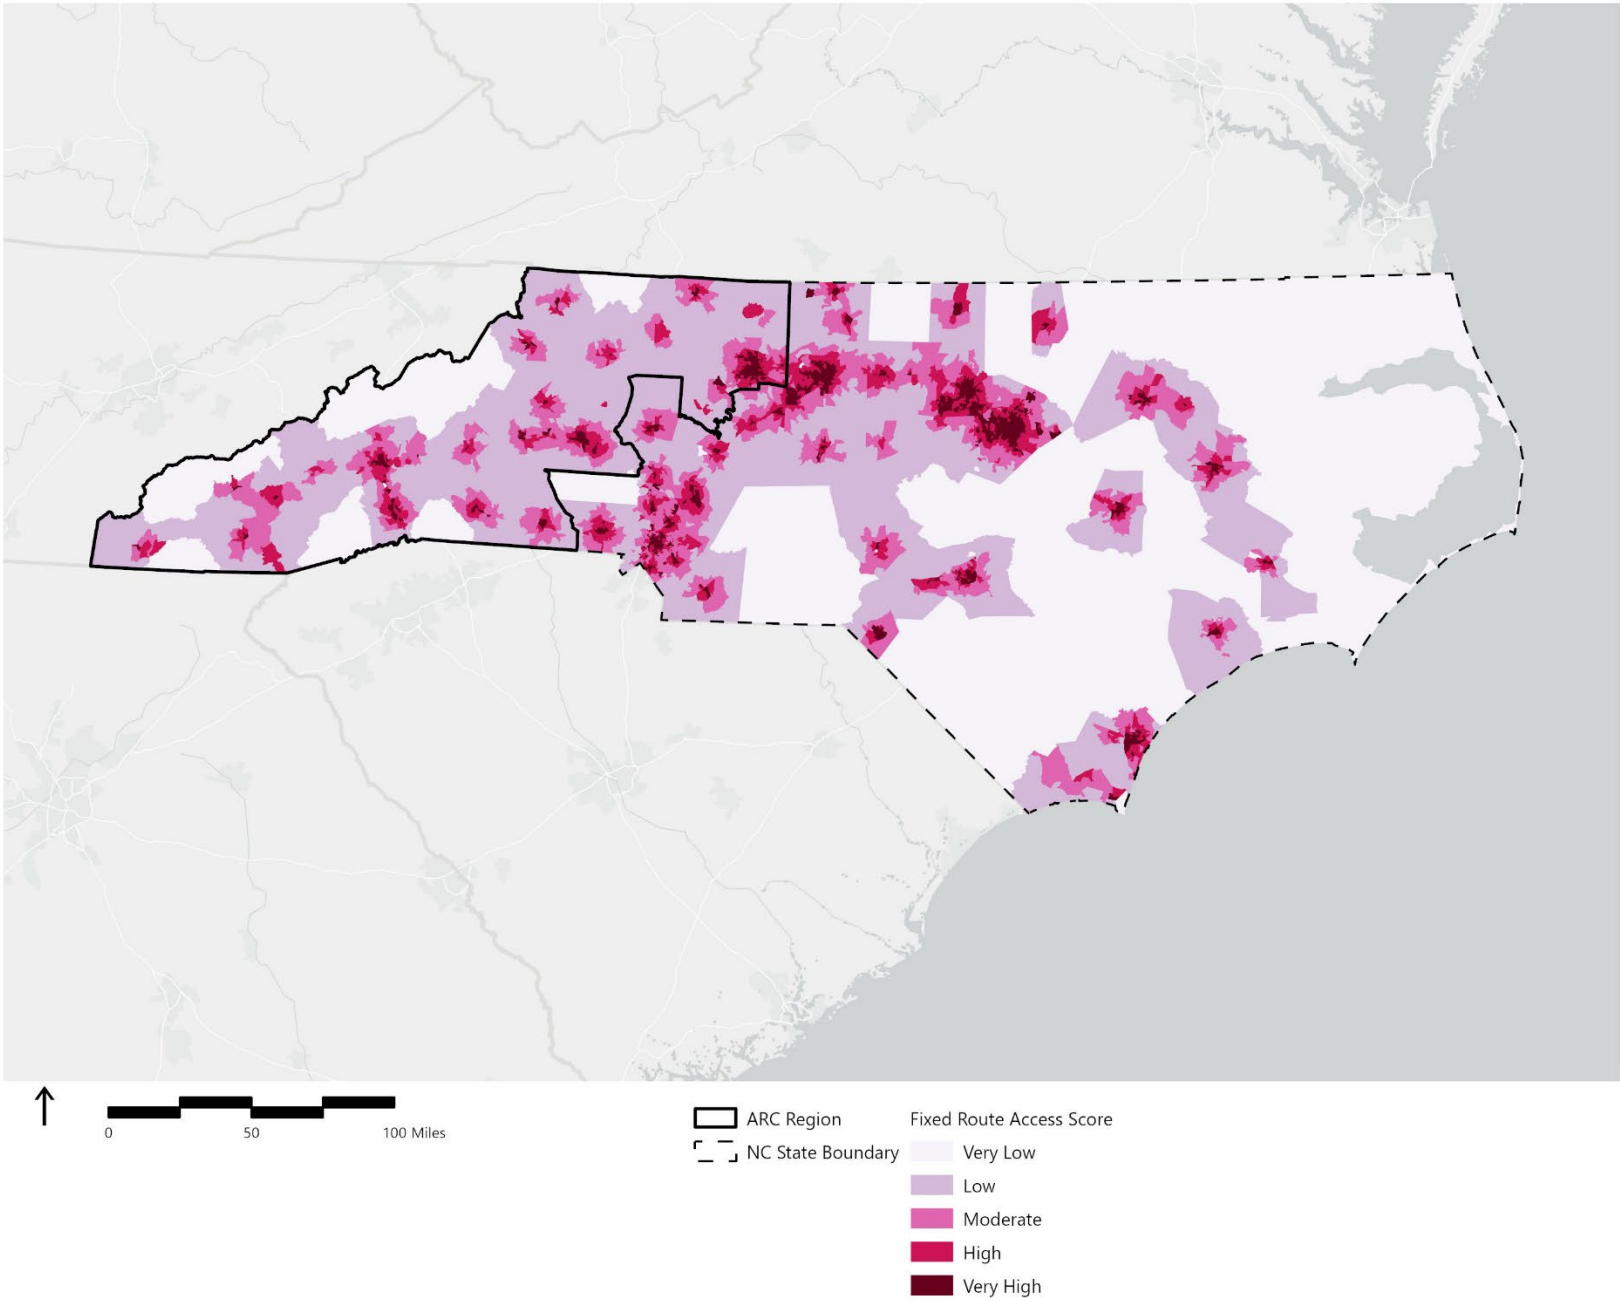 0 50 100 Miles
ARC Region
NC State Boundary
Fixed Route Access Score
Very Low
Low
Moderate
High
Very High